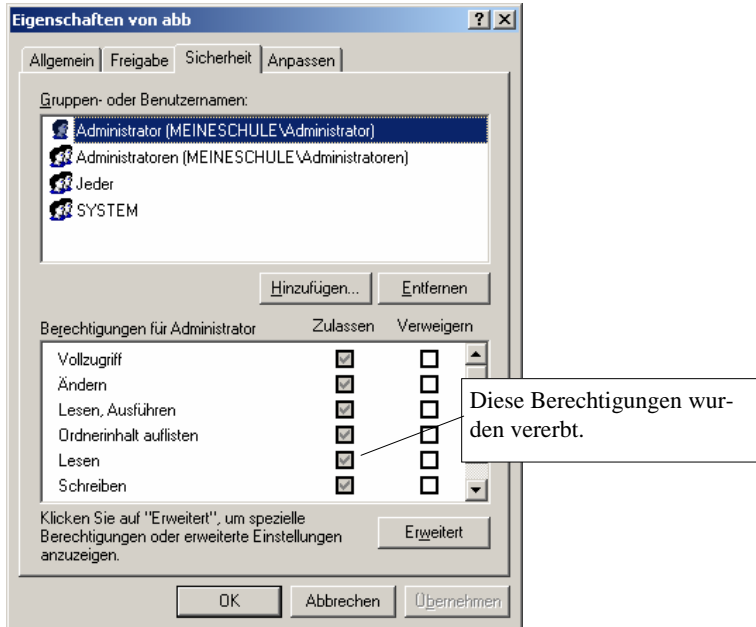 Eigenschaften von abb
Allgemein Freigabe Sicherheit Anpassen
Gruppen- oder Benutzernamen:
Administrator (MEINESCHULE\Administrator)
Administratoren (MEINESCHULE\Administratoren)
Jeder
SYSTEM
Hinzufügen... Entfernen
Berechtigungen für Administrator Zulassen Verweigern
Vollzugriff
Ändern
Lesen, Ausführen
Ordnerinhalt auflisten
Lesen
Schreiben
Diese Berechtigungen wur-
den vererbt.
Klicken Sie auf "Erweitert", um spezielle
Berechtigungen oder erweiterte Einstellungen
anzuzeigen.
Erweitert
OK Abbrechen Übernehmen